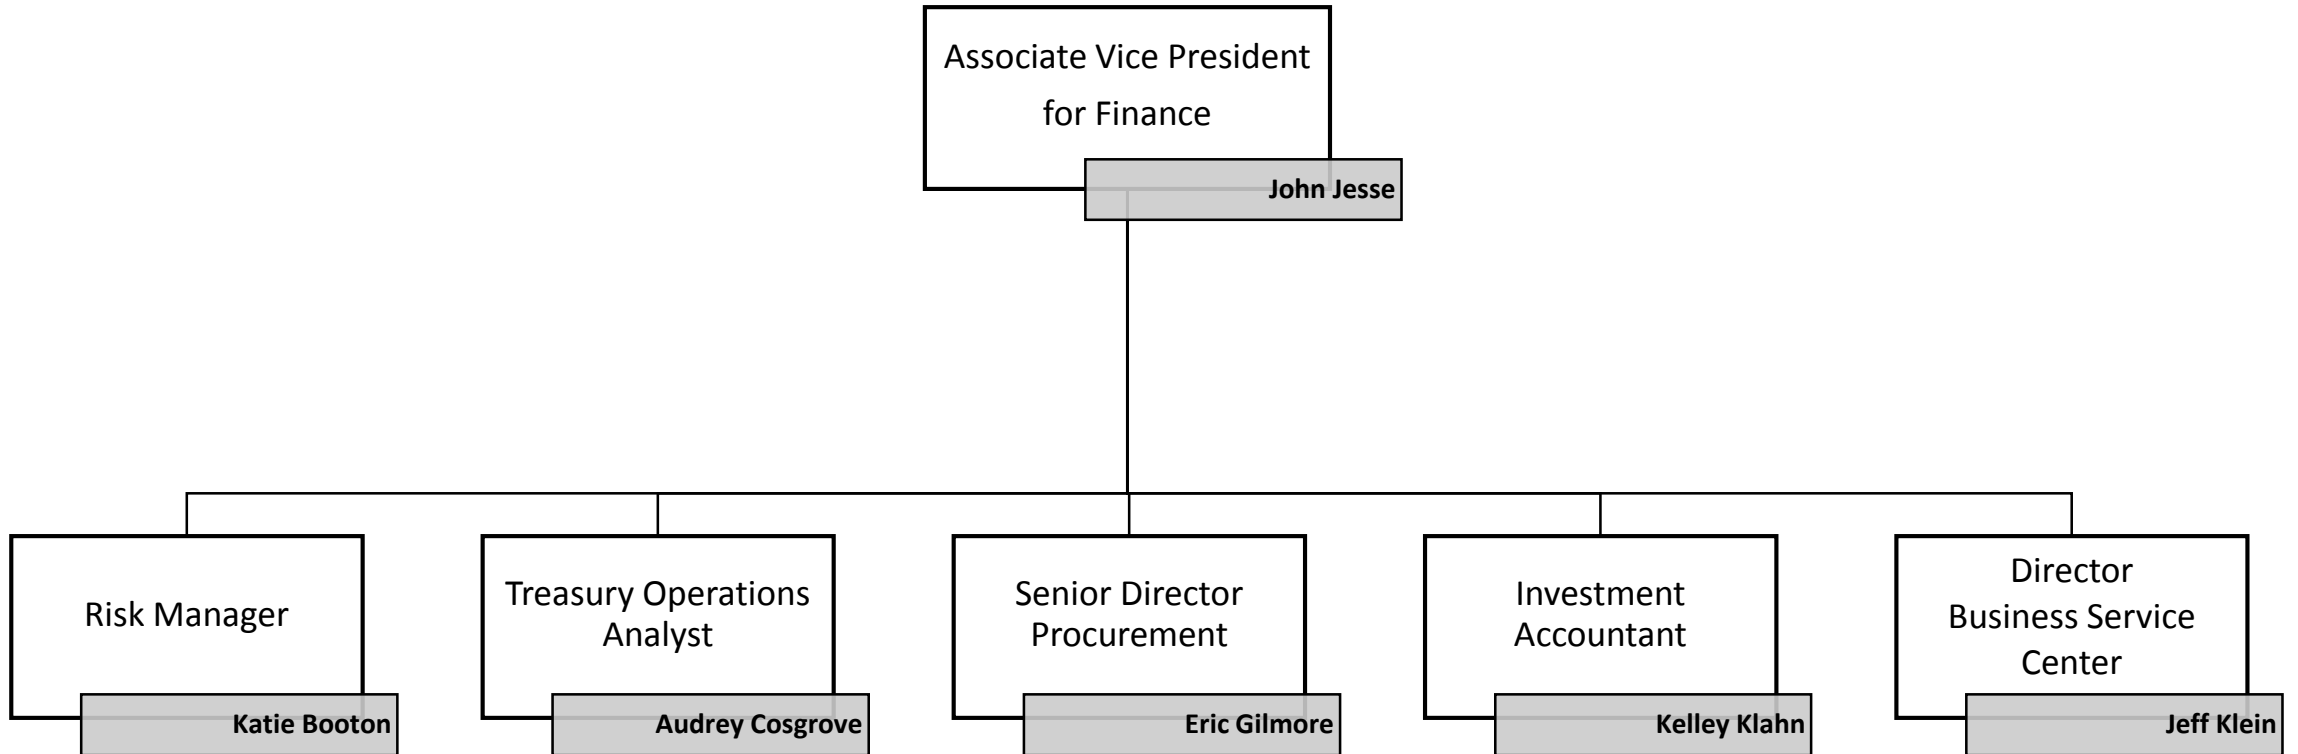 Associate Vice President
for Finance
John Jesse
Risk Manager
Katie Booton
Treasury Operations
Analyst
Audrey Cosgrove
Senior Director
Procurement
Eric Gilmore
Investment
Accountant
Kelley Klahn
Director
Business Service
Center
Jeff Klein